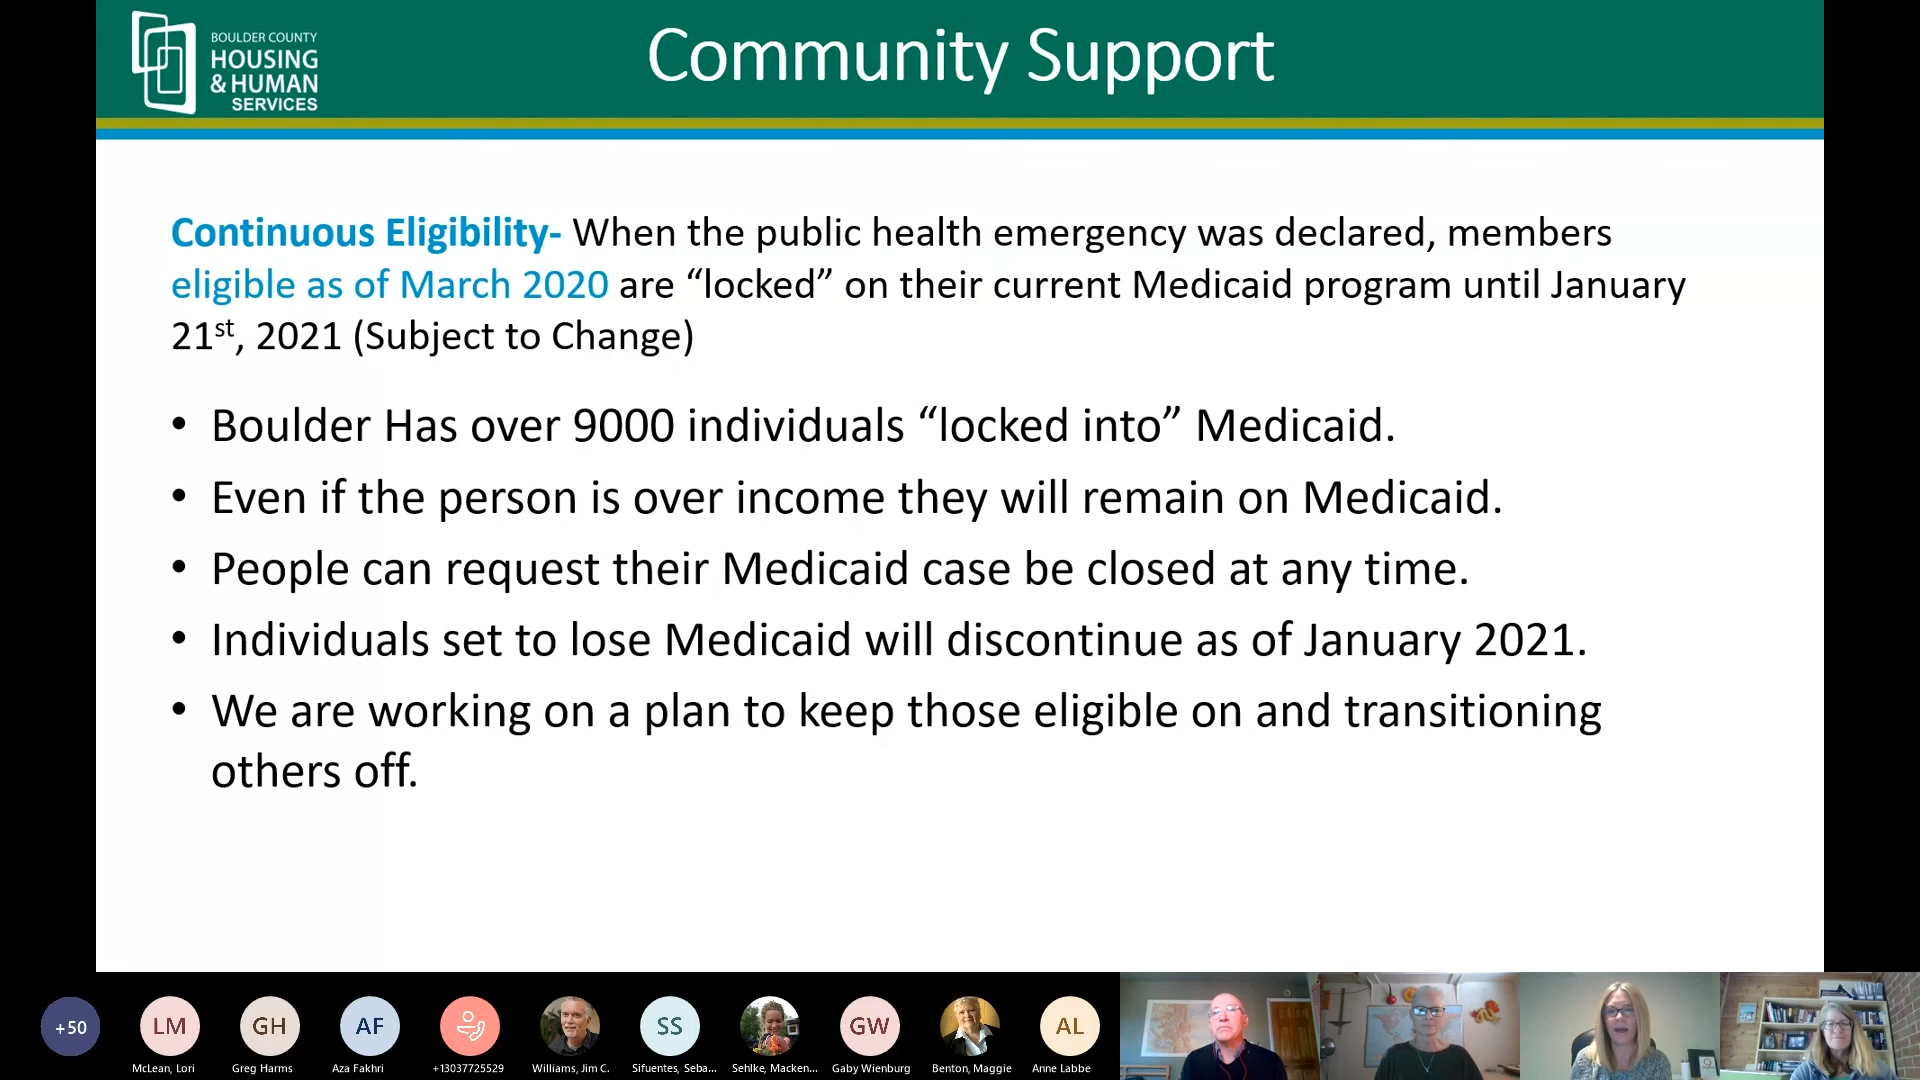 BOULDER COUNTY
HOUSING
& HUMAN
SERVICES
Community Support
Continuous Eligibility- When the public health emergency was declared, members
eligible as of March 2020 are “locked” on their current Medicaid program until January
21st, 2021 (Subject to Change)
• Boulder Has over 9000 individuals “locked into” Medicaid.
• Even if the person is over income they will remain on Medicaid.
• People can request their Medicaid case be closed at any time.
• Individuals set to lose Medicaid will discontinue as of January 2021.
• We are working on a plan to keep those eligible on and transitioning
others off.
+50
LM
GH
AF
SS
GW
AL
McLean, Lori
Greg Harms
Aza Fakhri
+13037725529
Williams, Jim C.
Sifuentes, Seba...
Sehlke, Macken...
Gaby Wienburg
Benton, Maggie
Anne Labbe